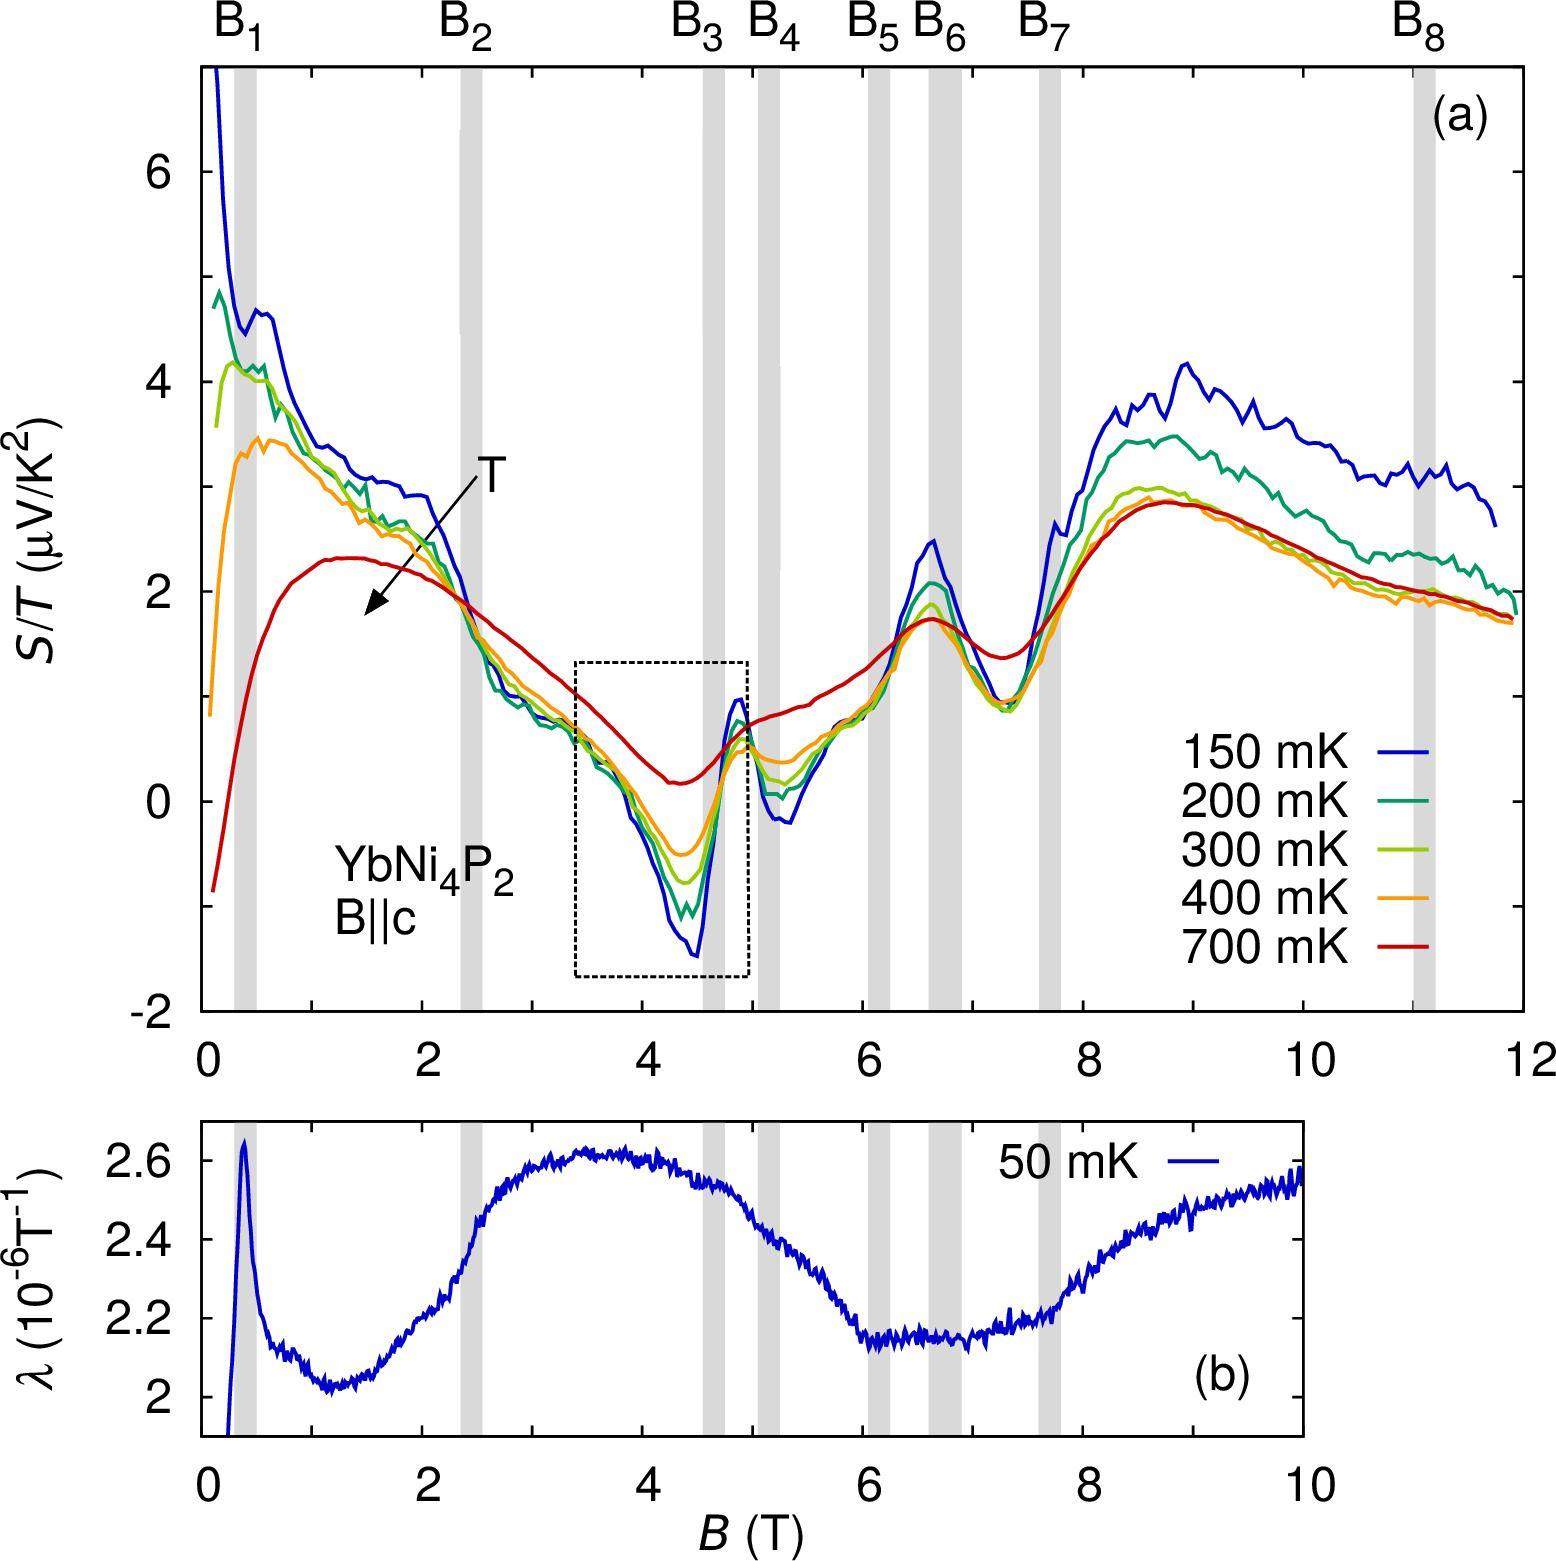 B₁ B₂ B₃ B₄ B₅ B₆ B₇ B₈
(a)
6
4
2
0
-2
S/T (µV/K²)
T
YbNi₄P₂
B||c
150 mK
200 mK
300 mK
400 mK
700 mK
0 2 4 6 8 10 12
2.6
2.4
2.2
2
λ (10⁻⁶T⁻¹)
50 mK
(b)
0 2 4 6 8 10
B (T)